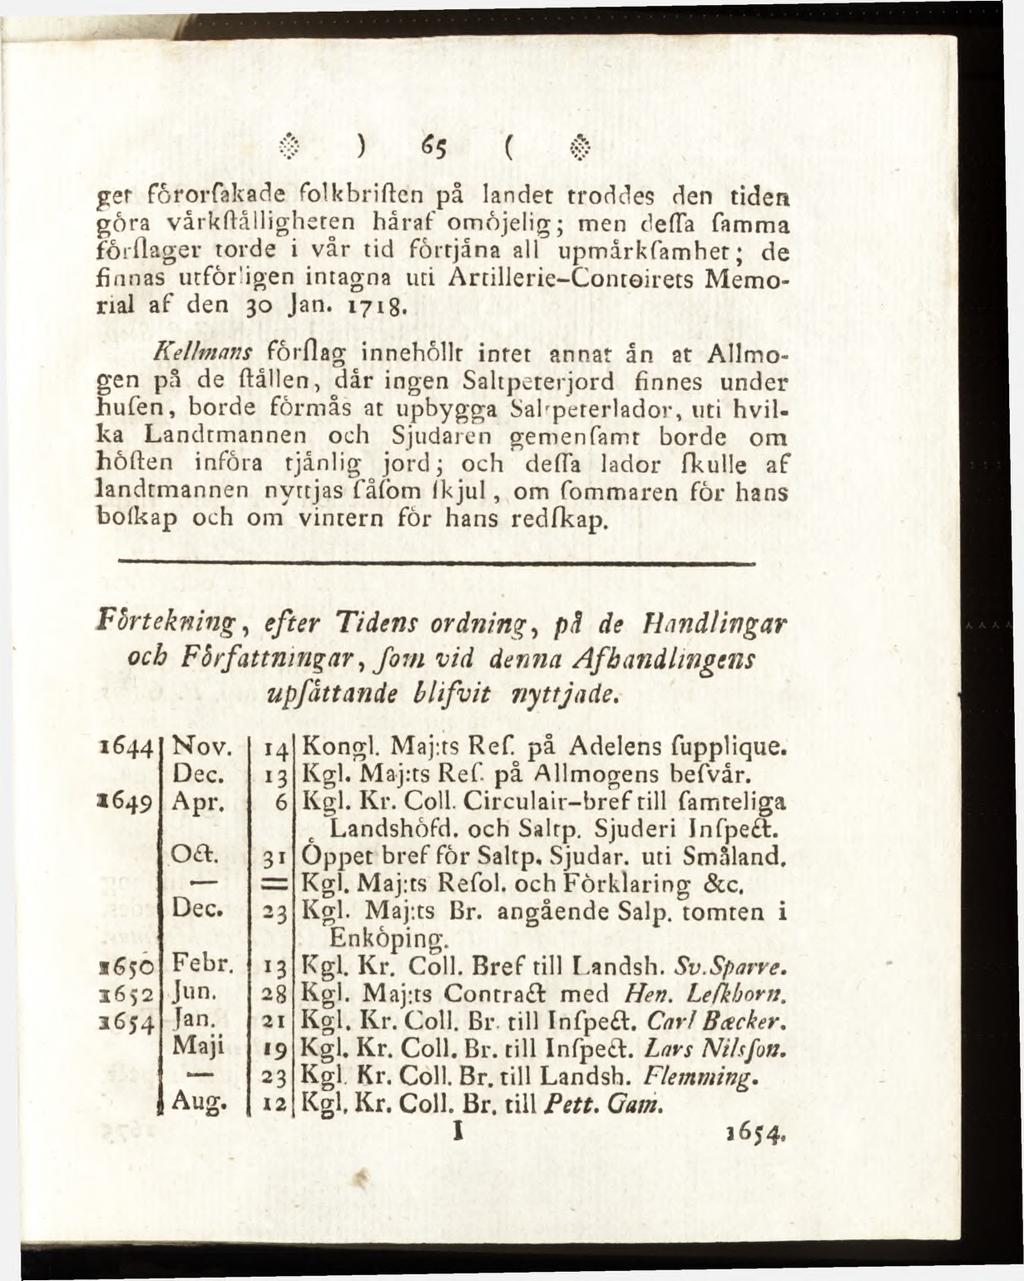 ) 65 (
get förorſakade folkbriſten på landet troddes den tiden
göra värkſtälligheten häraf omöjelig; men deſſa ſamma
förſlager torde i vår tid förtjäna all upmärkſamhet; de
finnas utförligen intagna uti Artillerie-Contoirets Memo-
rial af den 30 Jan. 1718.
Kellmans förſlag innehöllt intet annat än at Allmo-
gen på de ſtällen, där ingen Saltpeterjord finnes under
huſen, borde förmås at upbygga Saltpeterlador, uti hvil-
ka Landtmannen och Sjudaren gemenſamt borde om
höſten införa tjänlig jord; och deſſa lador ſkulle af
landtmannen nyttjas ſåſom ſkjul, om ſommaren för hans
boſkap och om vintern för hans redſkap.
Förtekning, efter Tidens ordning, på de Handlingar
och Författningar, ſom vid denna Afhandlingens
upſättande blifvit nyttjade.
1644 Nov. 14 Kongl. Maj:ts Reſ. på Adelens ſupplique.
Dec. 13 Kgl. Maj:ts Reſ. på Allmogens beſvär.
1649 Apr. 6 Kgl. Kr. Coll. Circulair-bref till ſamteliga
Landshöfd. och Saltp. Sjuderi Inſpect.
Oct. 31 Öppet bref för Saltp. Sjudar. uti Småland.
— = Kgl. Maj:ts Reſol. och Förklaring &c.
Dec. 23 Kgl. Maj:ts Br. angående Salp. tomten i
Enköping.
1650 Febr. 13 Kgl. Kr. Coll. Bref till Landsh. Sv. Sparre.
1652 Jun. 28 Kgl. Maj:ts Contract med Hen. Leſkhorn.
1654 Jan. 21 Kgl. Kr. Coll. Br. till Inſpect. Carl Bæcker.
Maji 19 Kgl. Kr. Coll. Br. till Inſpect. Lars Nilsſon.
— 23 Kgl. Kr. Coll. Br. till Landsh. Flemming.
Aug. 12 Kgl. Kr. Coll. Br. till Pett. Gam.
I 1654.